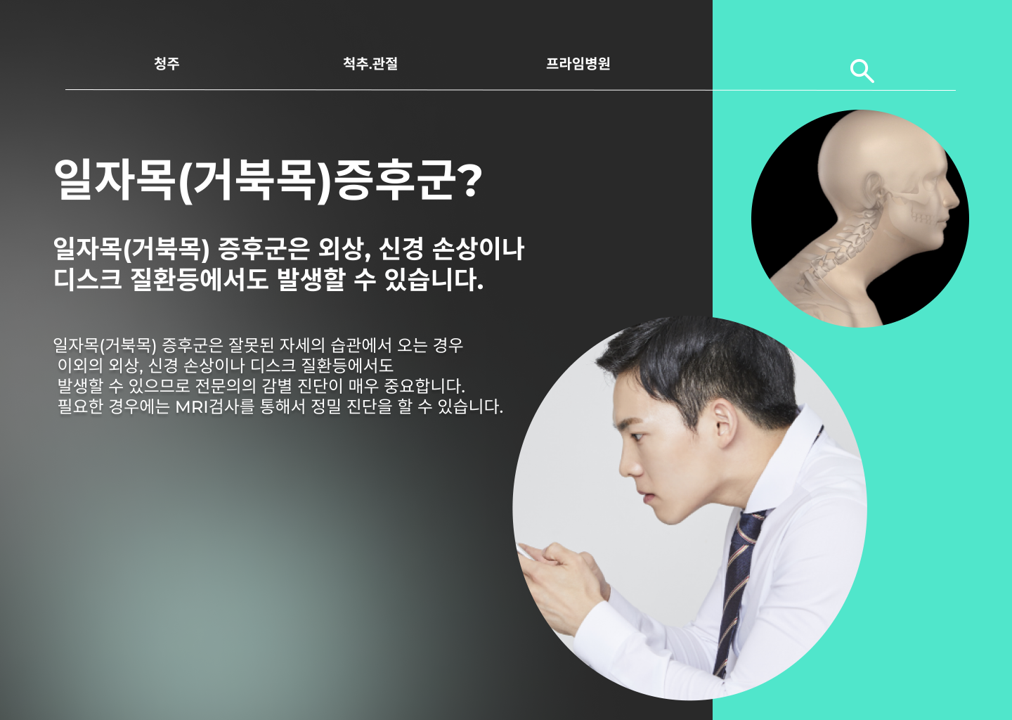 청주
척추.관절
프라임병원
일자목(거북목)증후군?
일자목(거북목) 증후군은 외상, 신경 손상이나
디스크 질환등에서도 발생할 수 있습니다.
일자목(거북목) 증후군은 잘못된 자세의 습관에서 오는 경우
이외의 외상, 신경 손상이나 디스크 질환등에서도
발생할 수 있으므로 전문의의 감별 진단이 매우 중요합니다.
필요한 경우에는 MRI검사를 통해서 정밀 진단을 할 수 있습니다.